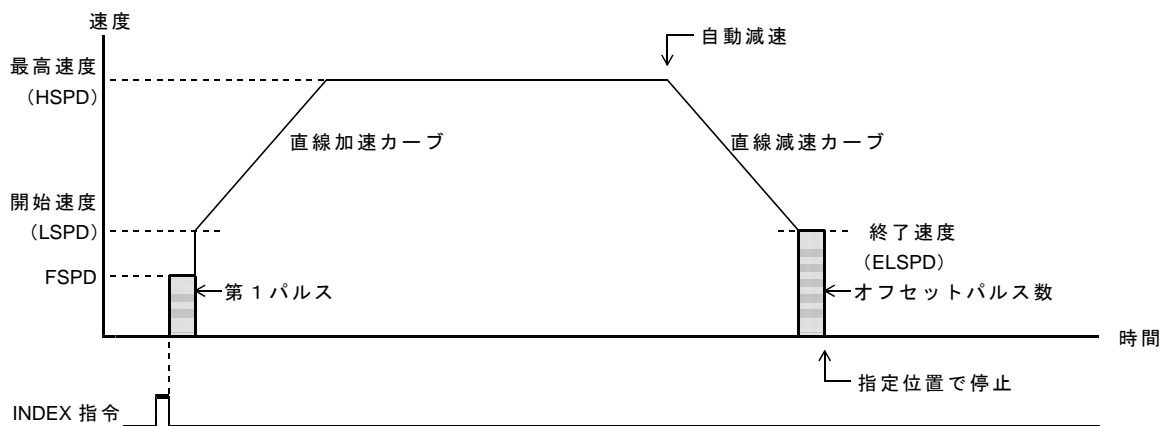 速度
自動減速
最高速度
（HSPD）
直線加速カーブ
直線減速カーブ
開始速度
（LSPD）
終了速度
（ELSPD）
FSPD
第１パルス
オフセットパルス数
時間
指定位置で停止
INDEX 指令